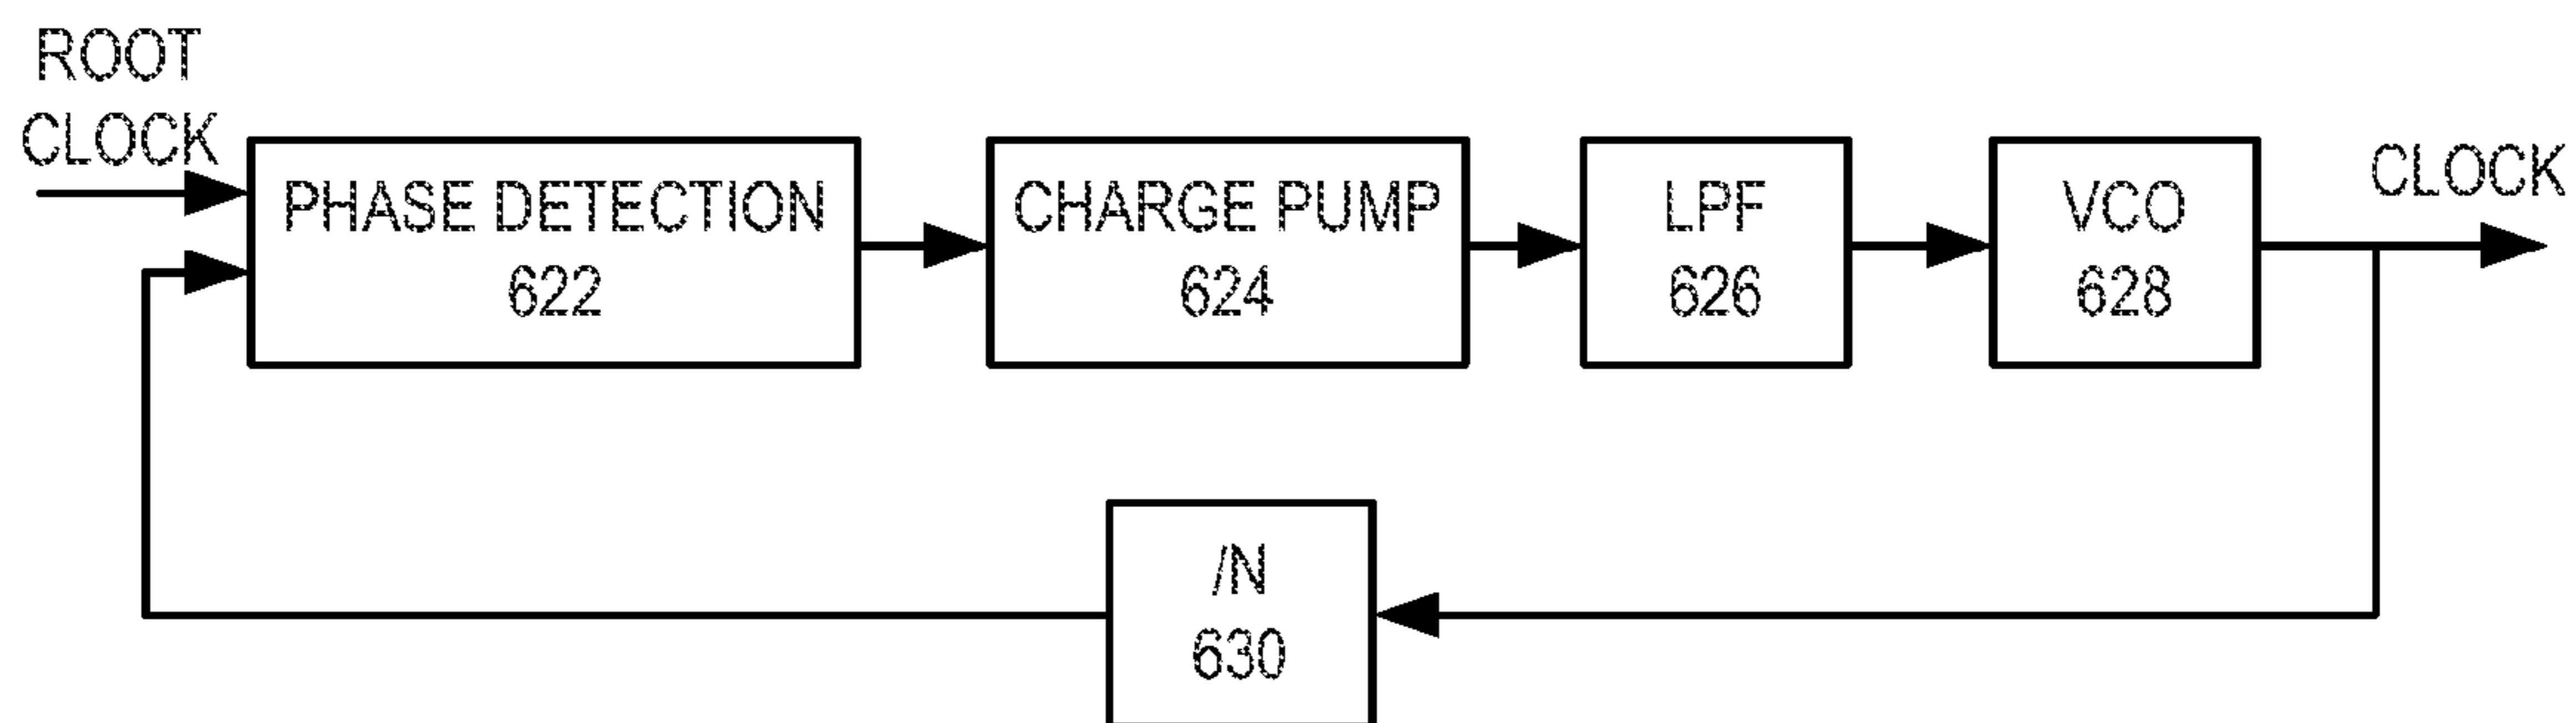 ROOT
CLOCK
PHASE DETECTION
622
CHARGE PUMP
624
LPF
626
VCO
628
CLOCK
/N
630